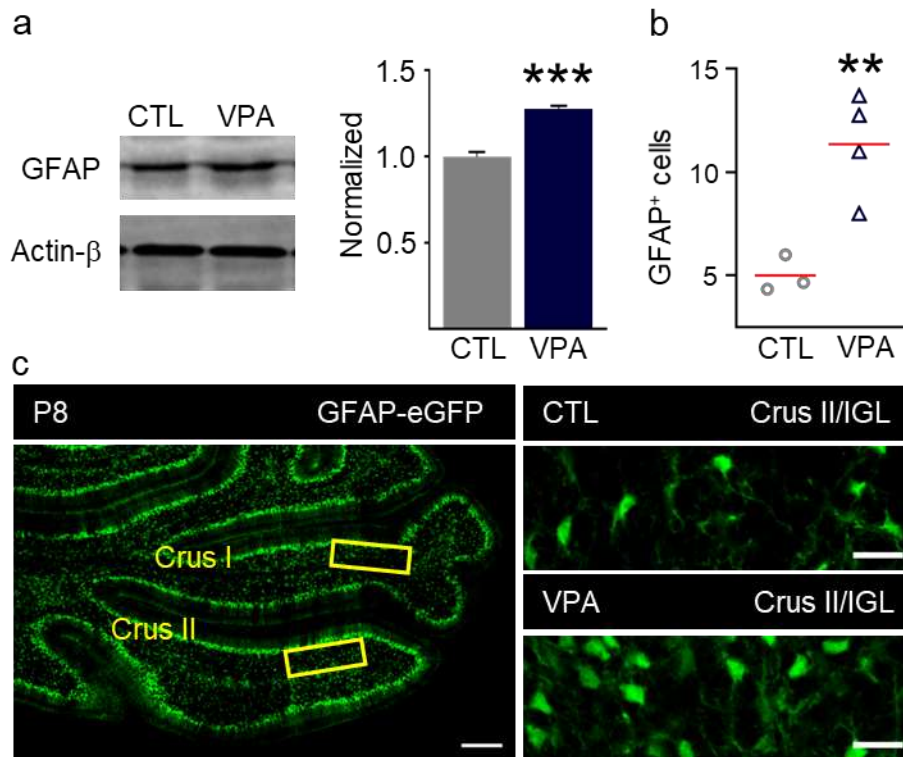 a
CTL VPA
GFAP
Actin-β
Normalized
1.5
1.0
0.5
***
CTL VPA
b
GFAP⁺ cells
15
10
5
**
CTL VPA
c
P8 GFAP-eGFP
Crus I
Crus II
CTL Crus II/IGL
VPA Crus II/IGL